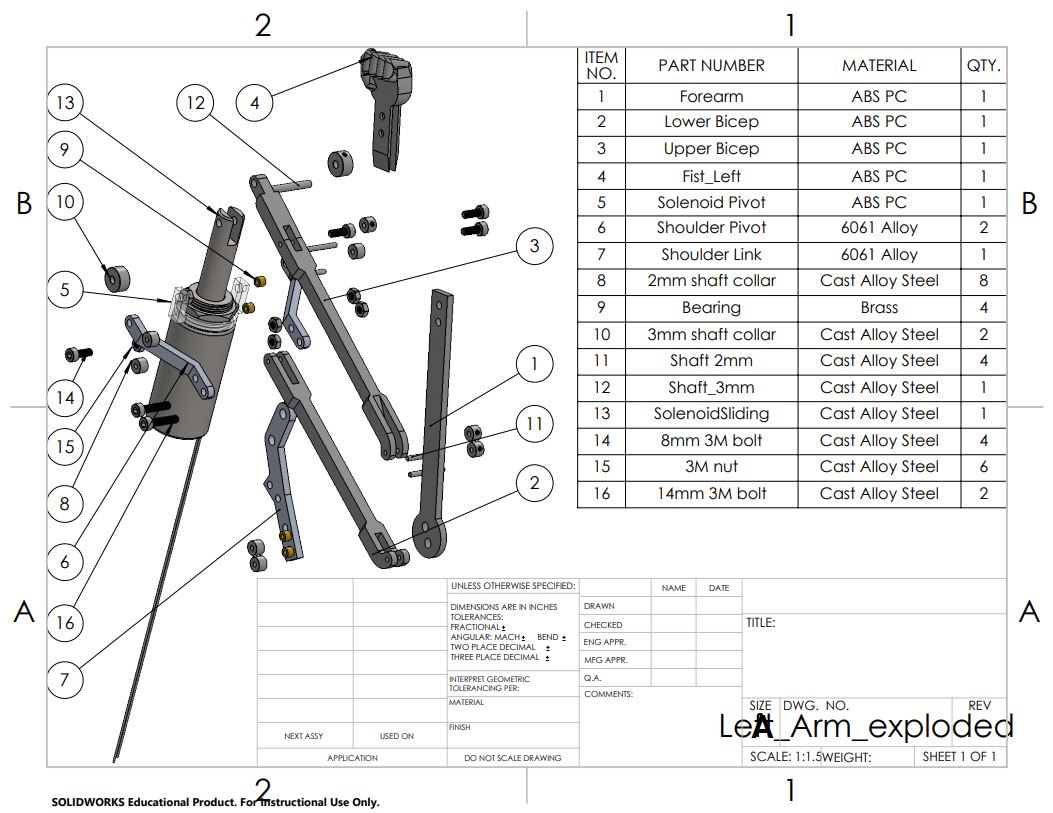 2 1
ITEM NO. PART NUMBER MATERIAL QTY.
1 Forearm ABS PC 1
2 Lower Bicep ABS PC 1
3 Upper Bicep ABS PC 1
4 Fist_Left ABS PC 1
5 Solenoid Pivot ABS PC 1
6 Shoulder Pivot 6061 Alloy 2
7 Shoulder Link 6061 Alloy 1
8 2mm shaft collar Cast Alloy Steel 8
9 Bearing Brass 4
10 3mm shaft collar Cast Alloy Steel 2
11 Shaft 2mm Cast Alloy Steel 4
12 Shaft_3mm Cast Alloy Steel 1
13 SolenoidSliding Cast Alloy Steel 1
14 8mm 3M bolt Cast Alloy Steel 4
15 3M nut Cast Alloy Steel 6
16 14mm 3M bolt Cast Alloy Steel 2
13 12 4
9
B 10 B
3
5
1
14
11
15
2
8
6
16
7
A A
UNLESS OTHERWISE SPECIFIED:
DIMENSIONS ARE IN INCHES
TOLERANCES:
FRACTIONAL ±
ANGULAR: MACH ± BEND ±
TWO PLACE DECIMAL ±
THREE PLACE DECIMAL ±
INTERPRET GEOMETRIC
TOLERANCING PER:
MATERIAL
FINISH
NEXT ASSY USED ON
APPLICATION DO NOT SCALE DRAWING
NAME DATE
DRAWN
CHECKED
ENG APPR.
MFG APPR.
Q.A.
COMMENTS:
TITLE:
SIZE DWG. NO. REV
A Left_Arm_exploded
SCALE: 1:1.5 WEIGHT: SHEET 1 OF 1
2 1
SOLIDWORKS Educational Product. For Instructional Use Only.